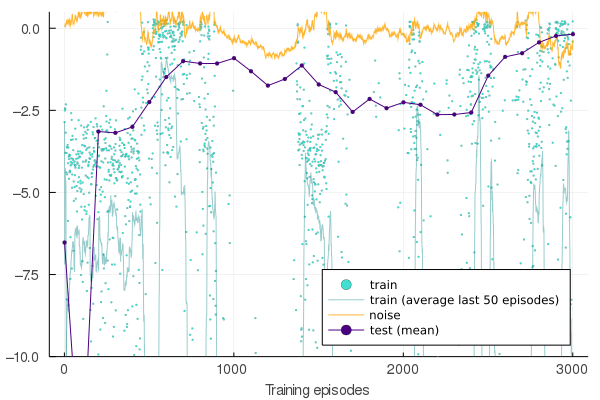 0.0
−2.5
−5.0
−7.5
−10.0
0
1000
2000
3000
Training episodes
train
train (average last 50 episodes)
noise
test (mean)